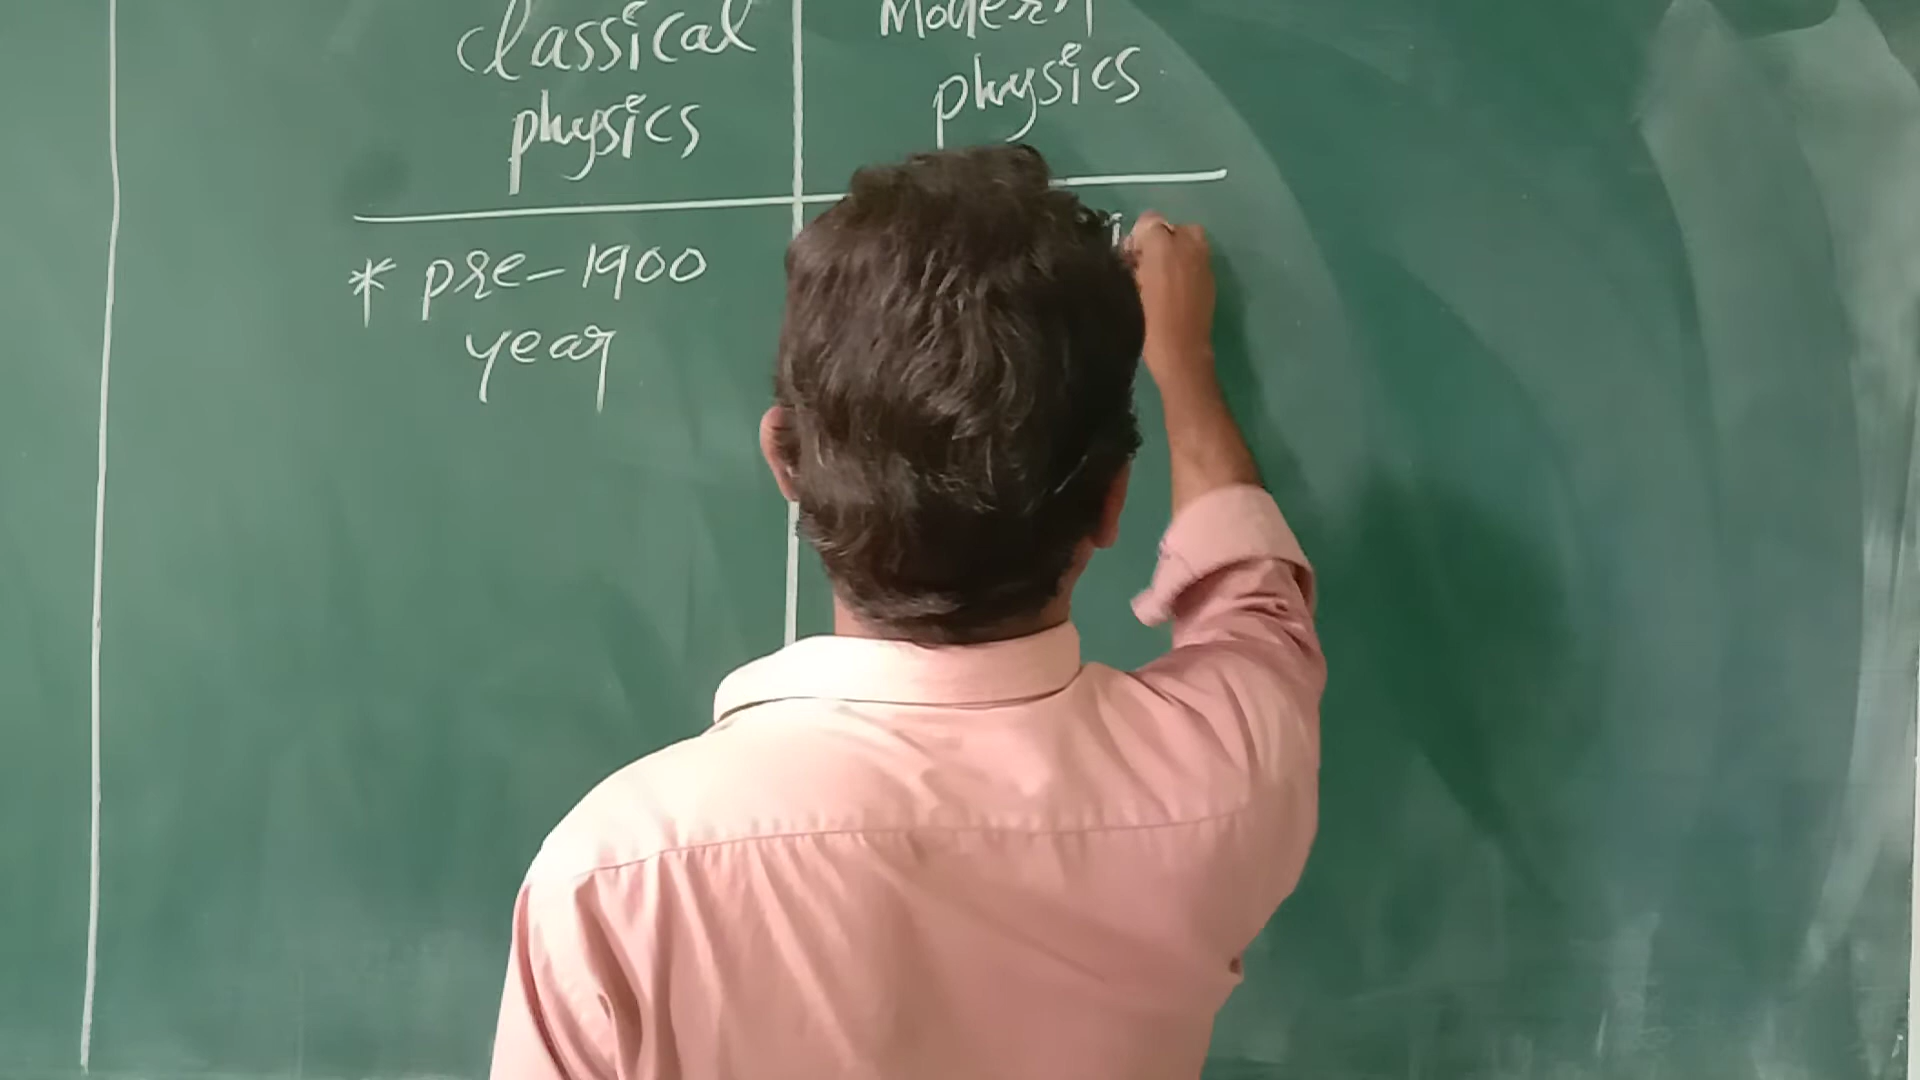 classical
physics
Modern
physics
* pre-1900
year